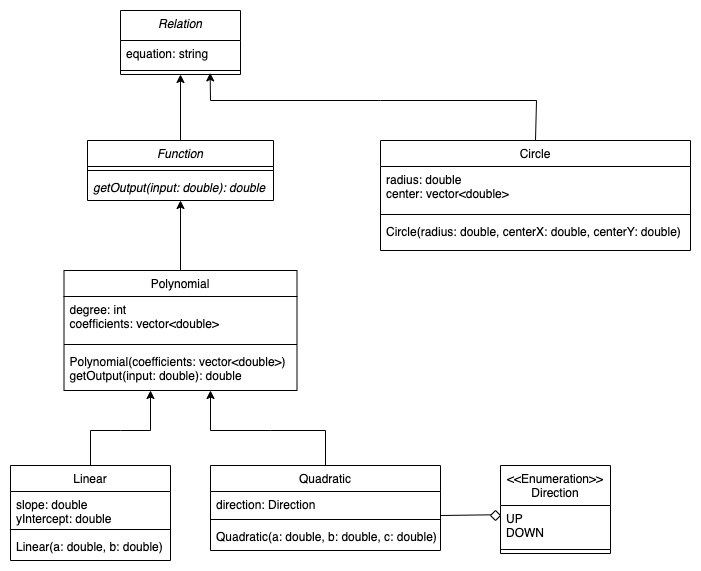 Relation
equation: string
Function
getOutput(input: double): double
Circle
radius: double
center: vector<double>
Circle(radius: double, centerX: double, centerY: double)
Polynomial
degree: int
coefficients: vector<double>
Polynomial(coefficients: vector<double>)
getOutput(input: double): double
Linear
slope: double
yIntercept: double
Linear(a: double, b: double)
Quadratic
direction: Direction
Quadratic(a: double, b: double, c: double)
<<Enumeration>>
Direction
UP
DOWN